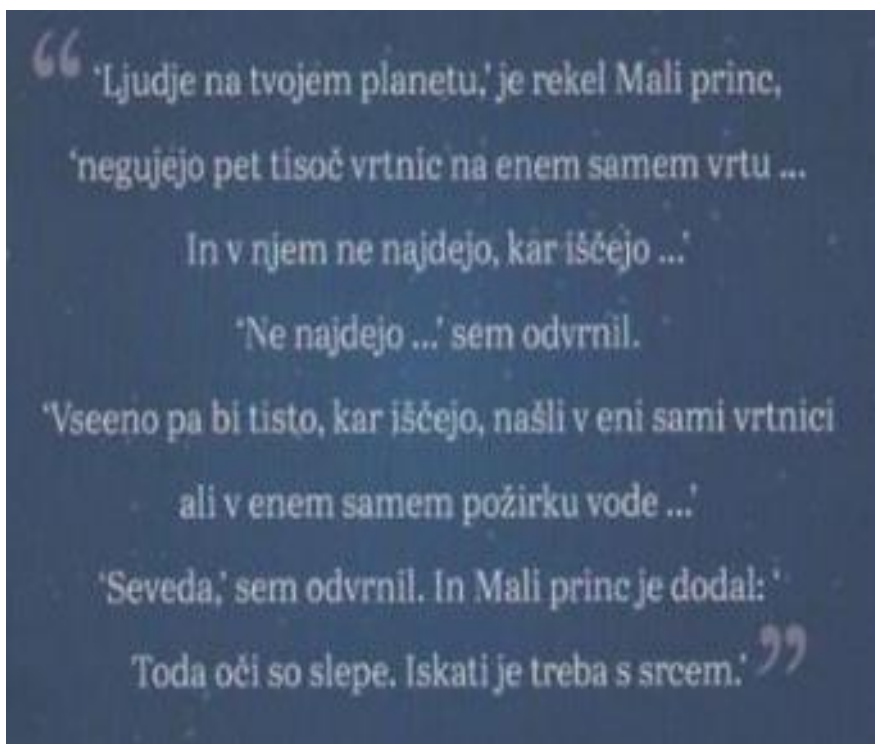 “ ‘Ljudje na tvojem planetu,’ je rekel Mali princ,
‘negujejo pet tisoč vrtnic na enem samem vrtu ...
In v njem ne najdejo, kar iščejo ...’
‘Ne najdejo ...’ sem odvrnil.
‘Vseeno pa bi tisto, kar iščejo, našli v eni sami vrtnici
ali v enem samem požirku vode ...’
‘Seveda,’ sem odvrnil. In Mali princ je dodal: ‘
Toda oči so slepe. Iskati je treba s srcem.’ ”